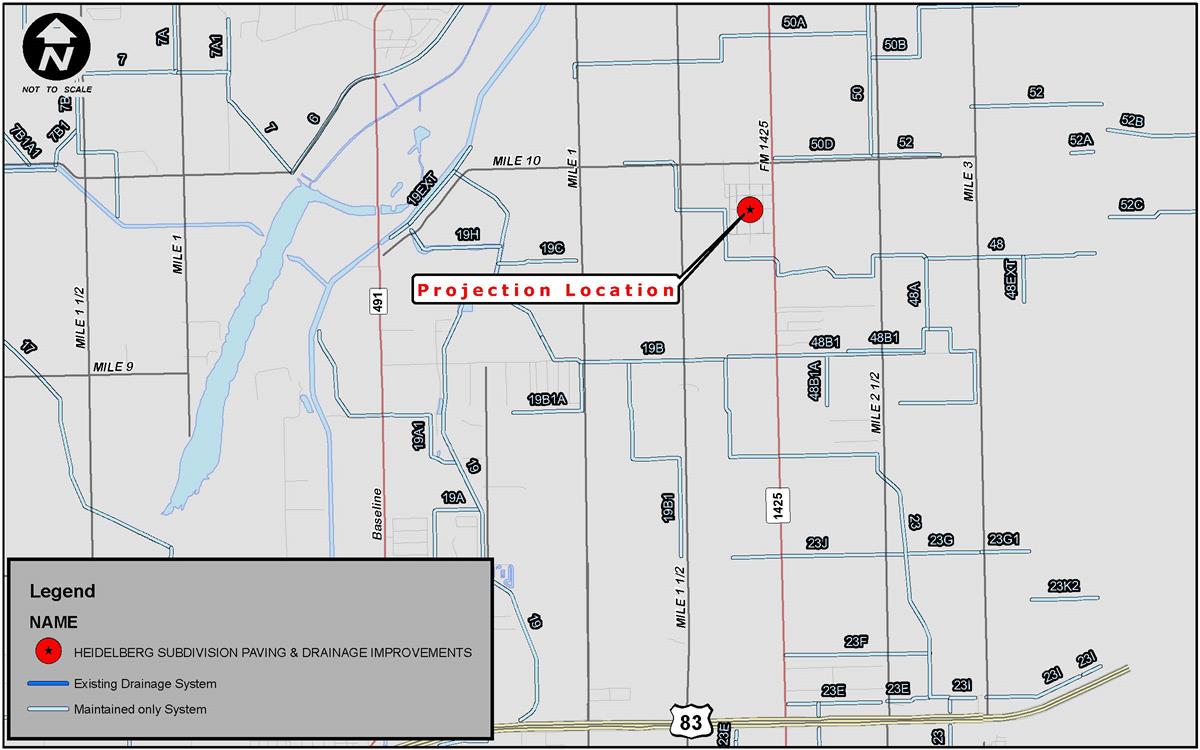 N
NOT TO SCALE
7
7A
7A1
7B
7B1
7B1A1
7
6
50A
50B
50
50D
52
52
52B
52A
52C
MILE 10
MILE 1
FM 1425
MILE 3
19EXT
19H
19C
48
48EXT
48A
MILE 1
MILE 1 1/2
Projection Location
491
17
MILE 9
19B
48B1
48B1
48B1A
MILE 2 1/2
19B1A
19A1
19
19A
Baseline
19B1
1425
23
23J
23G
23G1
MILE 1 1/2
23K2
19
23F
23E
23E
23I
23I
23I
83
23E
23
Legend
NAME
HEIDELBERG SUBDIVISION PAVING & DRAINAGE IMPROVEMENTS
Existing Drainage System
Maintained only System